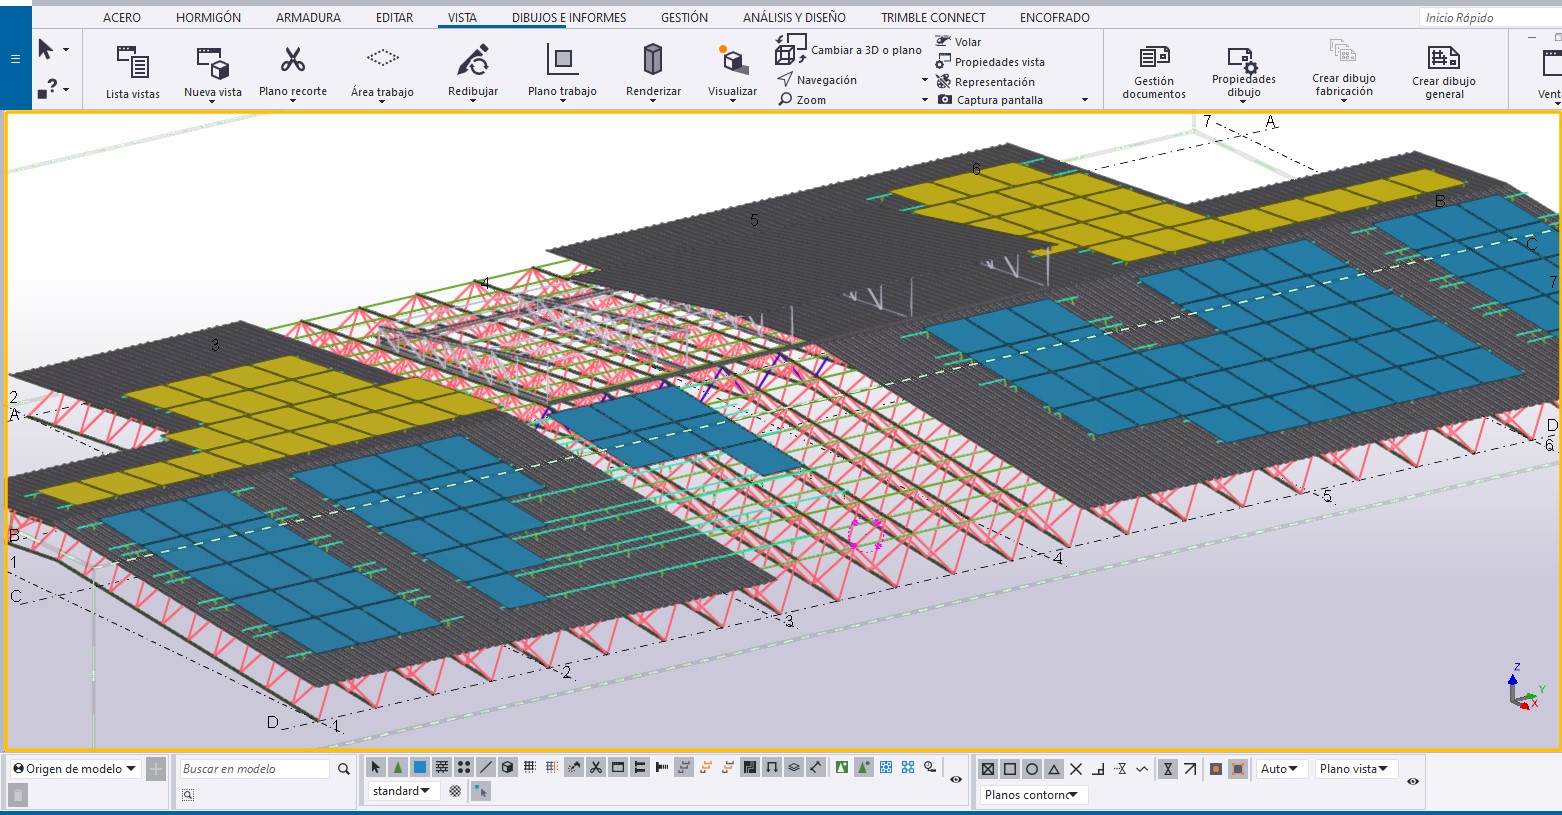 ACERO HORMIGÓN ARMADURA EDITAR VISTA DIBUJOS E INFORMES GESTIÓN ANÁLISIS Y DISEÑO TRIMBLE CONNECT ENCOFRADO Inicio Rápido
Lista vistas
Nueva vista
Plano recorte
Área trabajo
Redibujar
Plano trabajo
Renderizar
Visualizar
Cambiar a 3D o plano
Navegación
Zoom
Volar
Propiedades vista
Representación
Captura pantalla
Gestión
documentos
Propiedades
dibujo
Crear dibujo
fabricación
Crear dibujo
general
Vent
7 A
6
5
B
C
7
4
3
2
A
D
6
5
B
4
1
C
3
2
D 1
Z
Y
X
Origen de modelo
Buscar en modelo
standard
Auto
Plano vista
Planos contorno